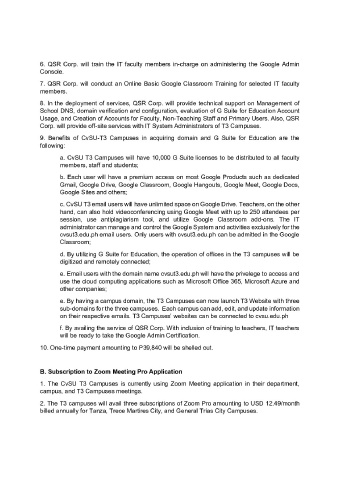 6. QSR Corp. will train the IT faculty members in-charge on administering the Google Admin
Console.
7. QSR Corp. will conduct an Online Basic Google Classroom Training for selected IT faculty
members.
8. In the deployment of services, QSR Corp. will provide technical support on Management of
School DNS, domain verification and configuration, evaluation of G Suite for Education Account
Usage, and Creation of Accounts for Faculty, Non-Teaching Staff and Primary Users. Also, QSR
Corp. will provide off-site services with IT System Administrators of T3 Campuses.
9. Benefits of CvSU-T3 Campuses in acquiring domain and G Suite for Education are the
following:
a. CvSU T3 Campuses will have 10,000 G Suite licenses to be distributed to all faculty
members, staff and students;
b. Each user will have a premium access on most Google Products such as dedicated
Gmail, Google Drive, Google Classroom, Google Hangouts, Google Meet, Google Docs,
Google Sites and others;
c. CvSU T3 email users will have unlimited space on Google Drive. Teachers, on the other
hand, can also hold videoconferencing using Google Meet with up to 250 attendees per
session, use antiplagiarism tool, and utilize Google Classroom add-ons. The IT
administrator can manage and control the Google System and activities exclusively for the
cvsut3.edu.ph email users. Only users with cvsut3.edu.ph can be admitted in the Google
Classroom;
d. By utilizing G Suite for Education, the operation of offices in the T3 campuses will be
digitized and remotely connected;
e. Email users with the domain name cvsut3.edu.ph will have the privelege to access and
use the cloud computing applications such as Microsoft Office 365, Microsoft Azure and
other companies;
e. By having a campus domain, the T3 Campuses can now launch T3 Website with three
sub-domains for the three campuses. Each campus can add, edit, and update information
on their respective emails. T3 Campuses' websites can be connected to cvsu.edu.ph
f. By availing the service of QSR Corp. With inclusion of training to teachers, IT teachers
will be ready to take the Google Admin Certification.
10. One-time payment amounting to P39,840 will be shelled out.
B. Subscription to Zoom Meeting Pro Application
1. The CvSU T3 Campuses is currently using Zoom Meeting application in their department,
campus, and T3 Campuses meetings.
2. The T3 campuses will avail three subscriptions of Zoom Pro amounting to USD 12.49/month
billed annually for Tanza, Trece Martires City, and General Trias City Campuses.